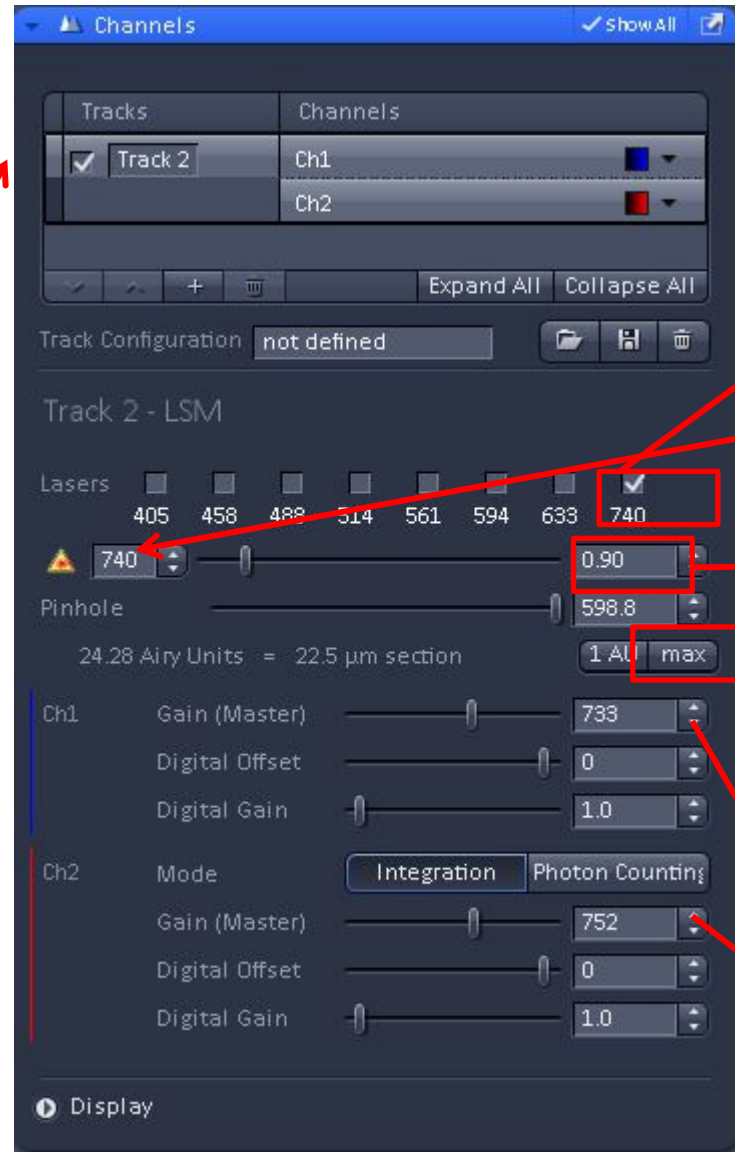 Channels Show All
Tracks Channels
Track 2 Ch1
Ch2
+ Expand All Collapse All
Track Configuration not defined
Track 2 - LSM
Lasers
405 458 488 514 561 594 633 740
740 0.90
Pinhole 598.8
24.28 Airy Units = 22.5 µm section 1 AU max
Ch1 Gain (Master) 733
Digital Offset 0
Digital Gain 1.0
Ch2 Mode Integration Photon Counting
Gain (Master) 752
Digital Offset 0
Digital Gain 1.0
Display